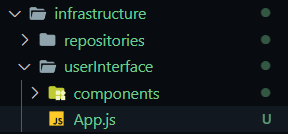 infrastructure
repositories
userInterface
components
JS App.js U